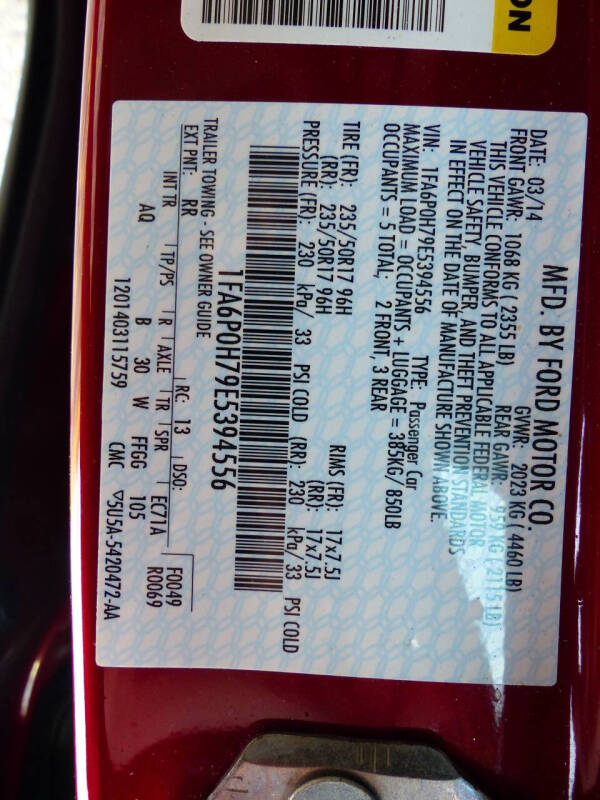 ON
MFD. BY FORD MOTOR CO.
DATE: 03/14 GVWR: 2023 KG ( 4460 LB)
FRONT GAWR: 1068 KG ( 2355 LB) REAR GAWR: 959 KG ( 2115 LB)
THIS VEHICLE CONFORMS TO ALL APPLICABLE FEDERAL MOTOR
VEHICLE SAFETY, BUMPER, AND THEFT PREVENTION STANDARDS
IN EFFECT ON THE DATE OF MANUFACTURE SHOWN ABOVE.
VIN: 1FA6P0H79E5394556 TYPE: Passenger Car
MAXIMUM LOAD = OCCUPANTS + LUGGAGE = 385KG/ 850LB
OCCUPANTS = 5 TOTAL; 2 FRONT, 3 REAR
TIRE (FR): 235/50R17 96H RIMS (FR): 17x7.5J
(RR): 235/50R17 96H (RR): 17x7.5J
PRESSURE (FR): 230 kPa/ 33 PSI COLD (RR): 230 kPa/ 33 PSI COLD
1FA6P0H79E5394556
TRAILER TOWING - SEE OWNER GUIDE
EXT PNT: RR RC: 13 DSO: F0049
INT TR TP/PS R AXLE TR SPR EC71A R0069
AQ B 30 W FFGG 105
1201403115759 CMC ▽5U5A-5420472-AA